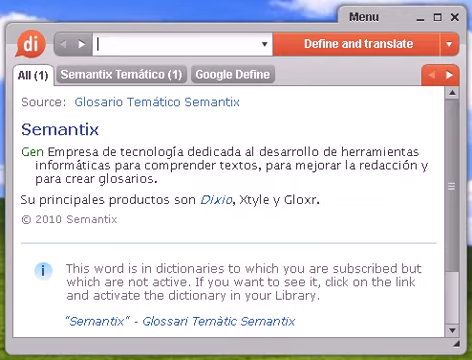 Menu
di
Define and translate
All (1)
Semantix Temático (1)
Google Define
Source: Glosario Temático Semantix
Semantix
Gen Empresa de tecnología dedicada al desarrollo de herramientas
informáticas para comprender textos, para mejorar la redacción y
para crear glosarios.
Su principales productos son Dixio, Xtyle y Gloxr.
© 2010 Semantix
i
This word is in dictionaries to which you are subscribed but
which are not active. If you want to see it, click on the link
and activate the dictionary in your Library.
"Semantix" - Glossari Temàtic Semantix